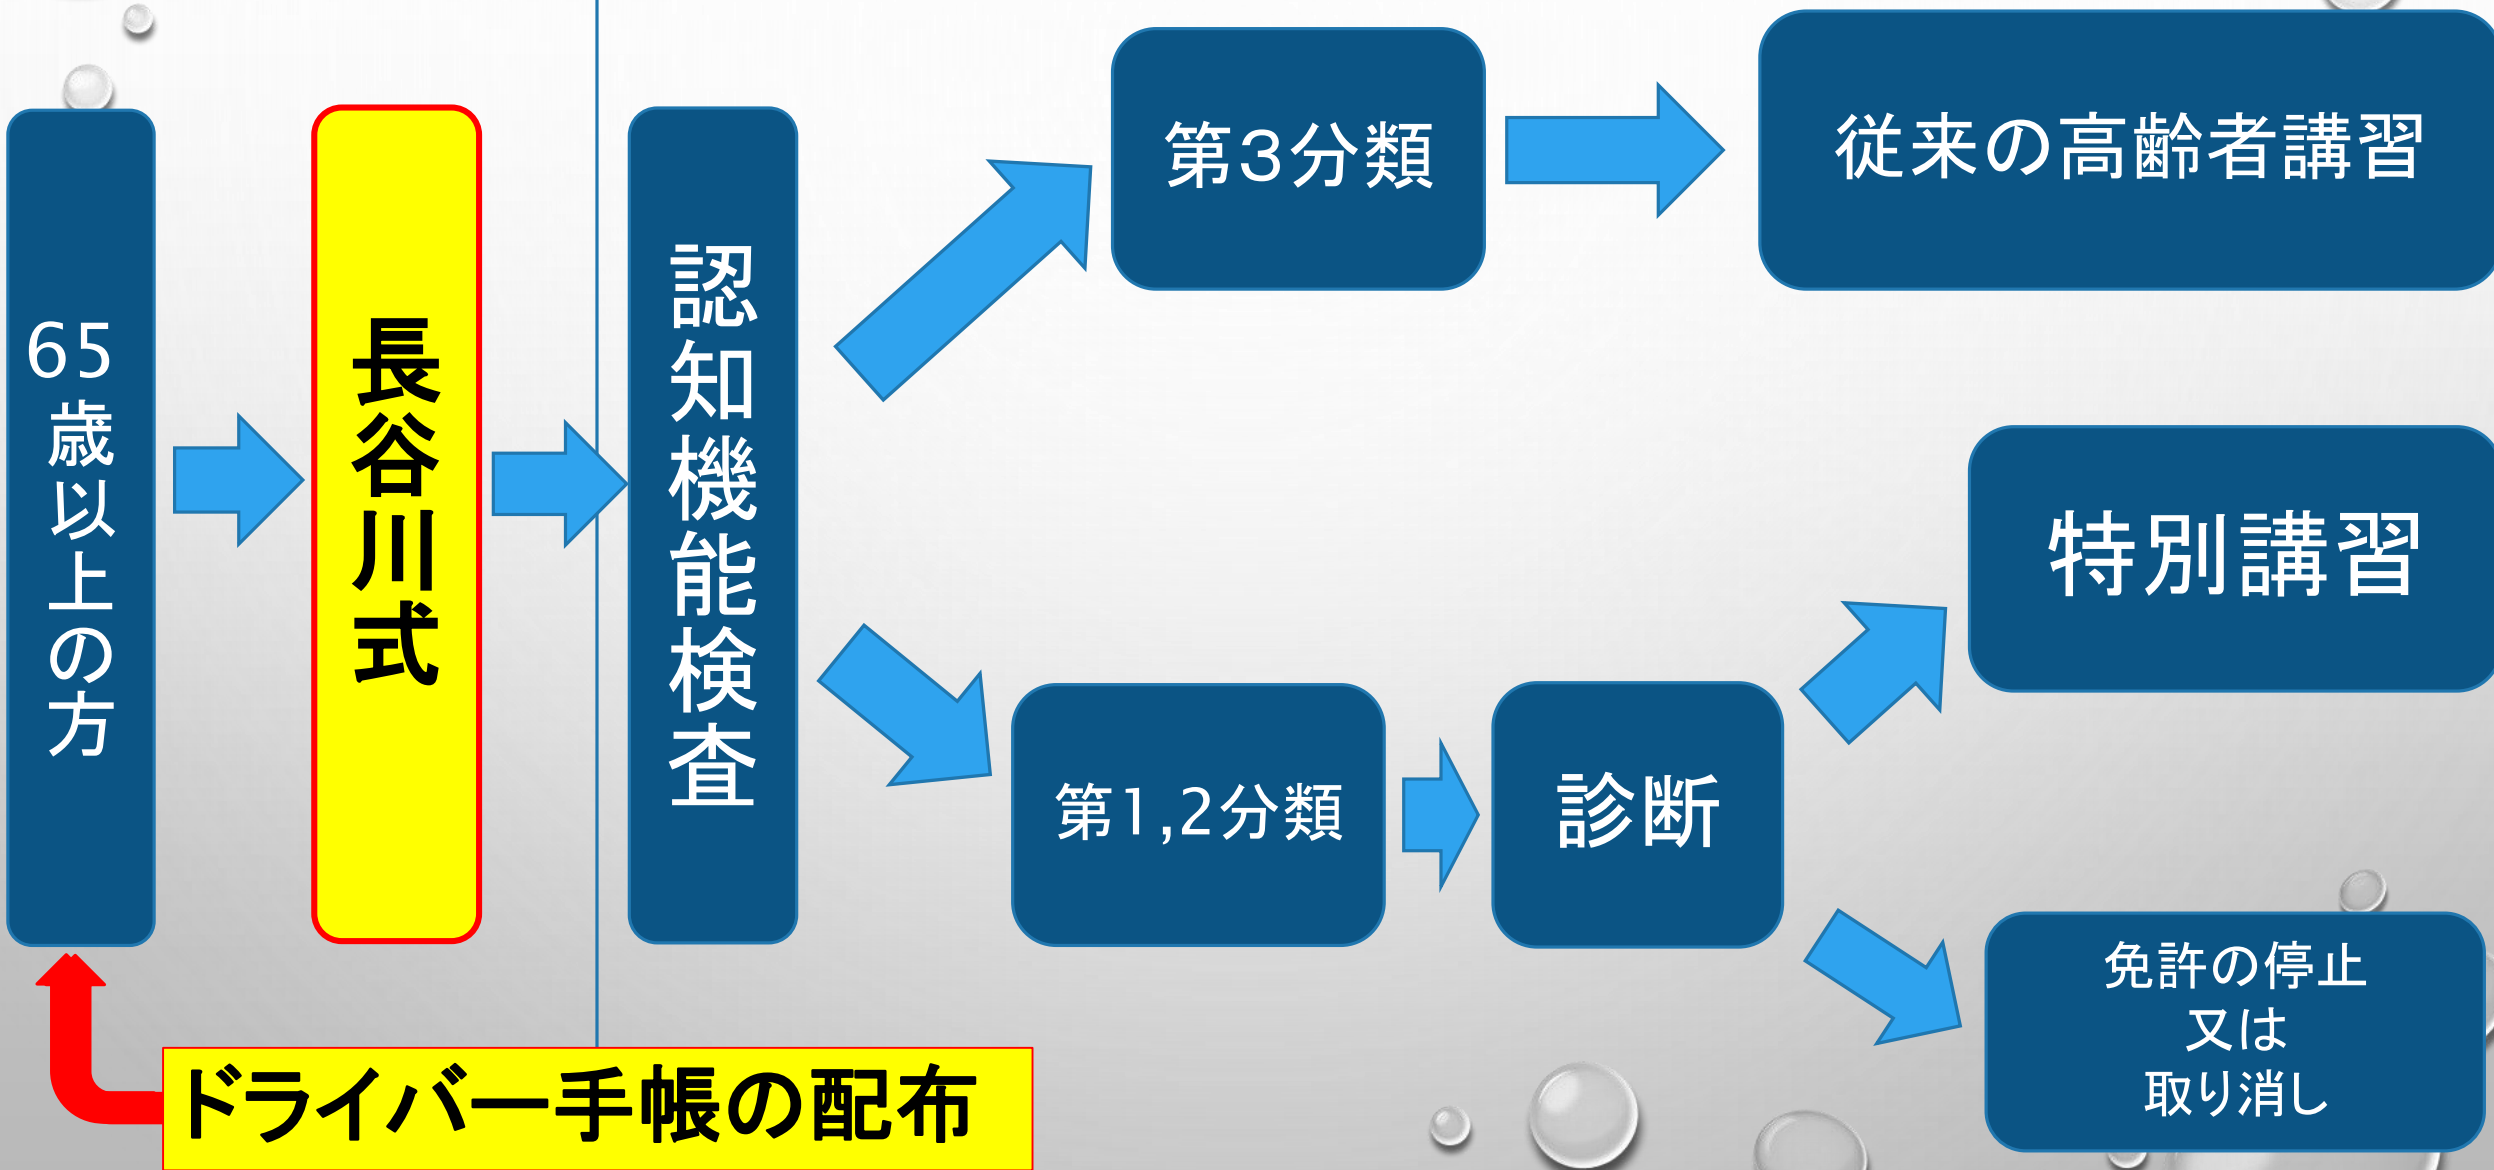 65歳以上の方
長谷川式
認知機能検査
第3分類
従来の高齢者講習
第1,2分類
診断
特別講習
免許の停止
又は
取り消し
ドライバー手帳の配布